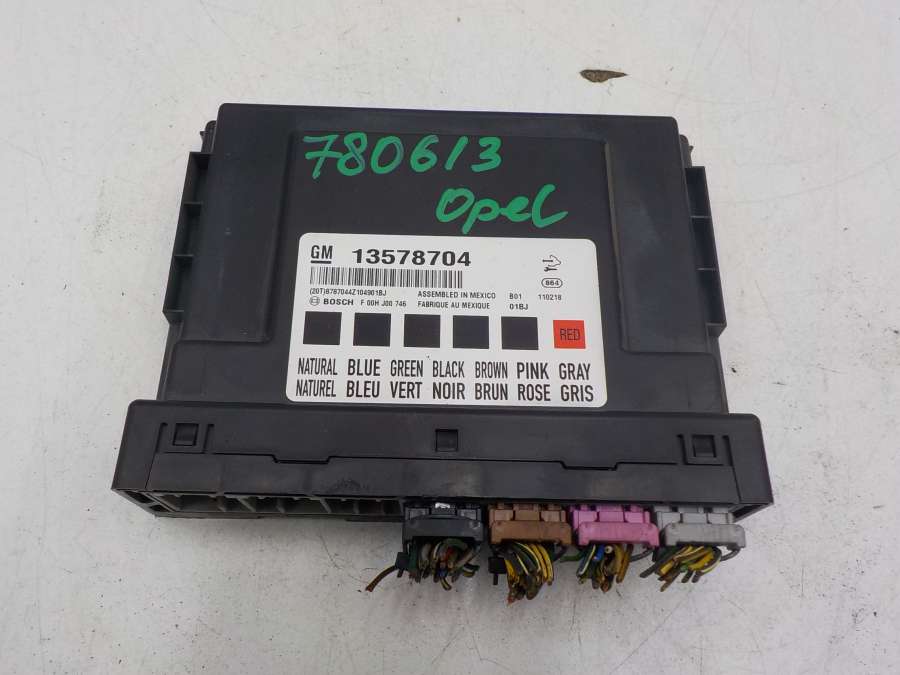 780613
Opel
GM 13578704
864
(20T)8787044Z104901BJ ASSEMBLED IN MEXICO B01 110218
BOSCH F 00H J00 746 FABRIQUE AU MEXIQUE 01BJ
RED
NATURAL BLUE GREEN BLACK BROWN PINK GRAY
NATUREL BLEU VERT NOIR BRUN ROSE GRIS